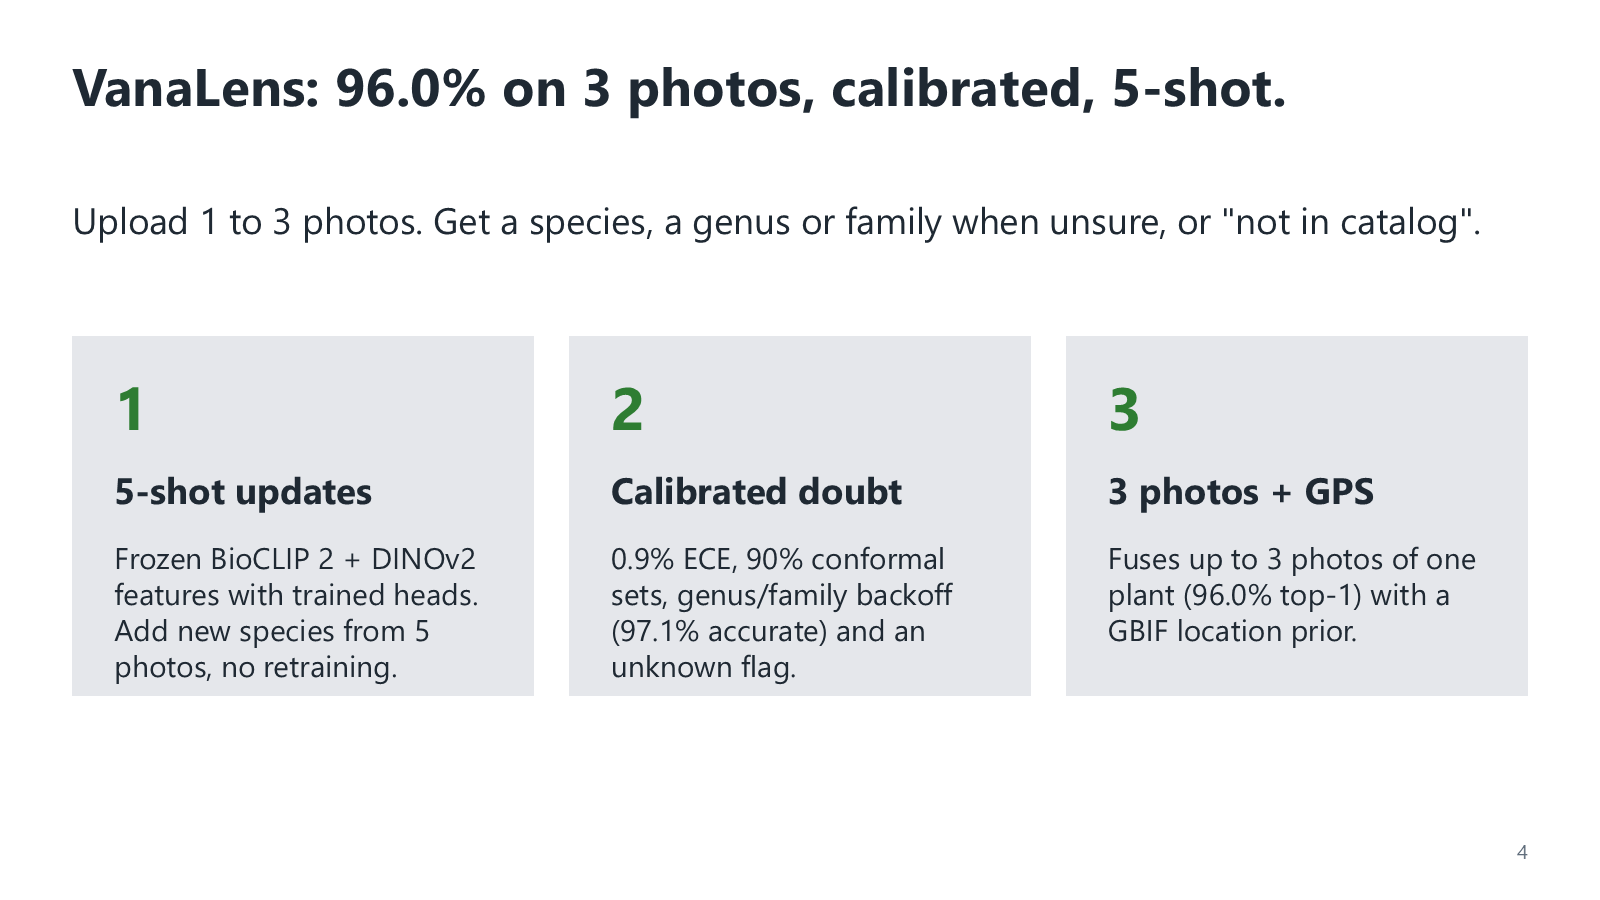 VanaLens: 96.0% on 3 photos, calibrated, 5-shot.
Upload 1 to 3 photos. Get a species, a genus or family when unsure, or "not in catalog".
1
5-shot updates
Frozen BioCLIP 2 + DINOv2
features with trained heads.
Add new species from 5
photos, no retraining.
2
Calibrated doubt
0.9% ECE, 90% conformal
sets, genus/family backoff
(97.1% accurate) and an
unknown flag.
3
3 photos + GPS
Fuses up to 3 photos of one
plant (96.0% top-1) with a
GBIF location prior.
4